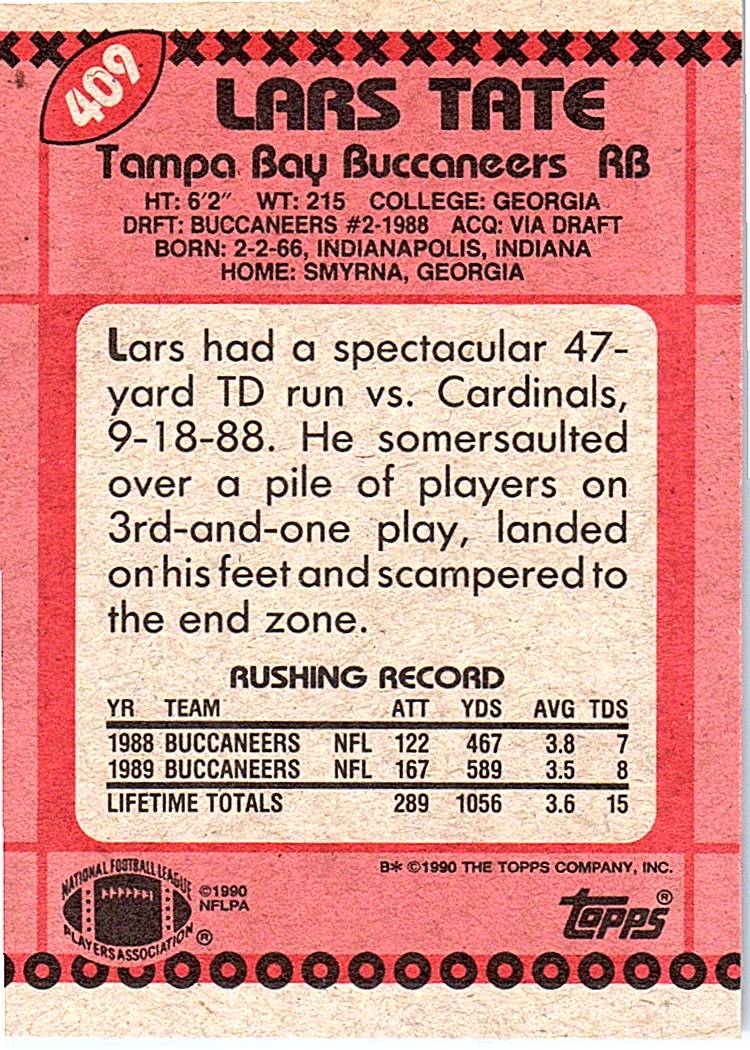 409
LARS TATE
Tampa Bay Buccaneers RB
HT: 6'2" WT: 215 COLLEGE: GEORGIA
DRFT: BUCCANEERS #2-1988 ACQ: VIA DRAFT
BORN: 2-2-66, INDIANAPOLIS, INDIANA
HOME: SMYRNA, GEORGIA
Lars had a spectacular 47-
yard TD run vs. Cardinals,
9-18-88. He somersaulted
over a pile of players on
3rd-and-one play, landed
on his feet and scampered to
the end zone.
RUSHING RECORD
YR TEAM ATT YDS AVG TDS
1988 BUCCANEERS NFL 122 467 3.8 7
1989 BUCCANEERS NFL 167 589 3.5 8
LIFETIME TOTALS 289 1056 3.6 15
B* ©1990 THE TOPPS COMPANY, INC.
NATIONAL FOOTBALL LEAGUE
PLAYERS ASSOCIATION ®
©1990
NFLPA
topps ®